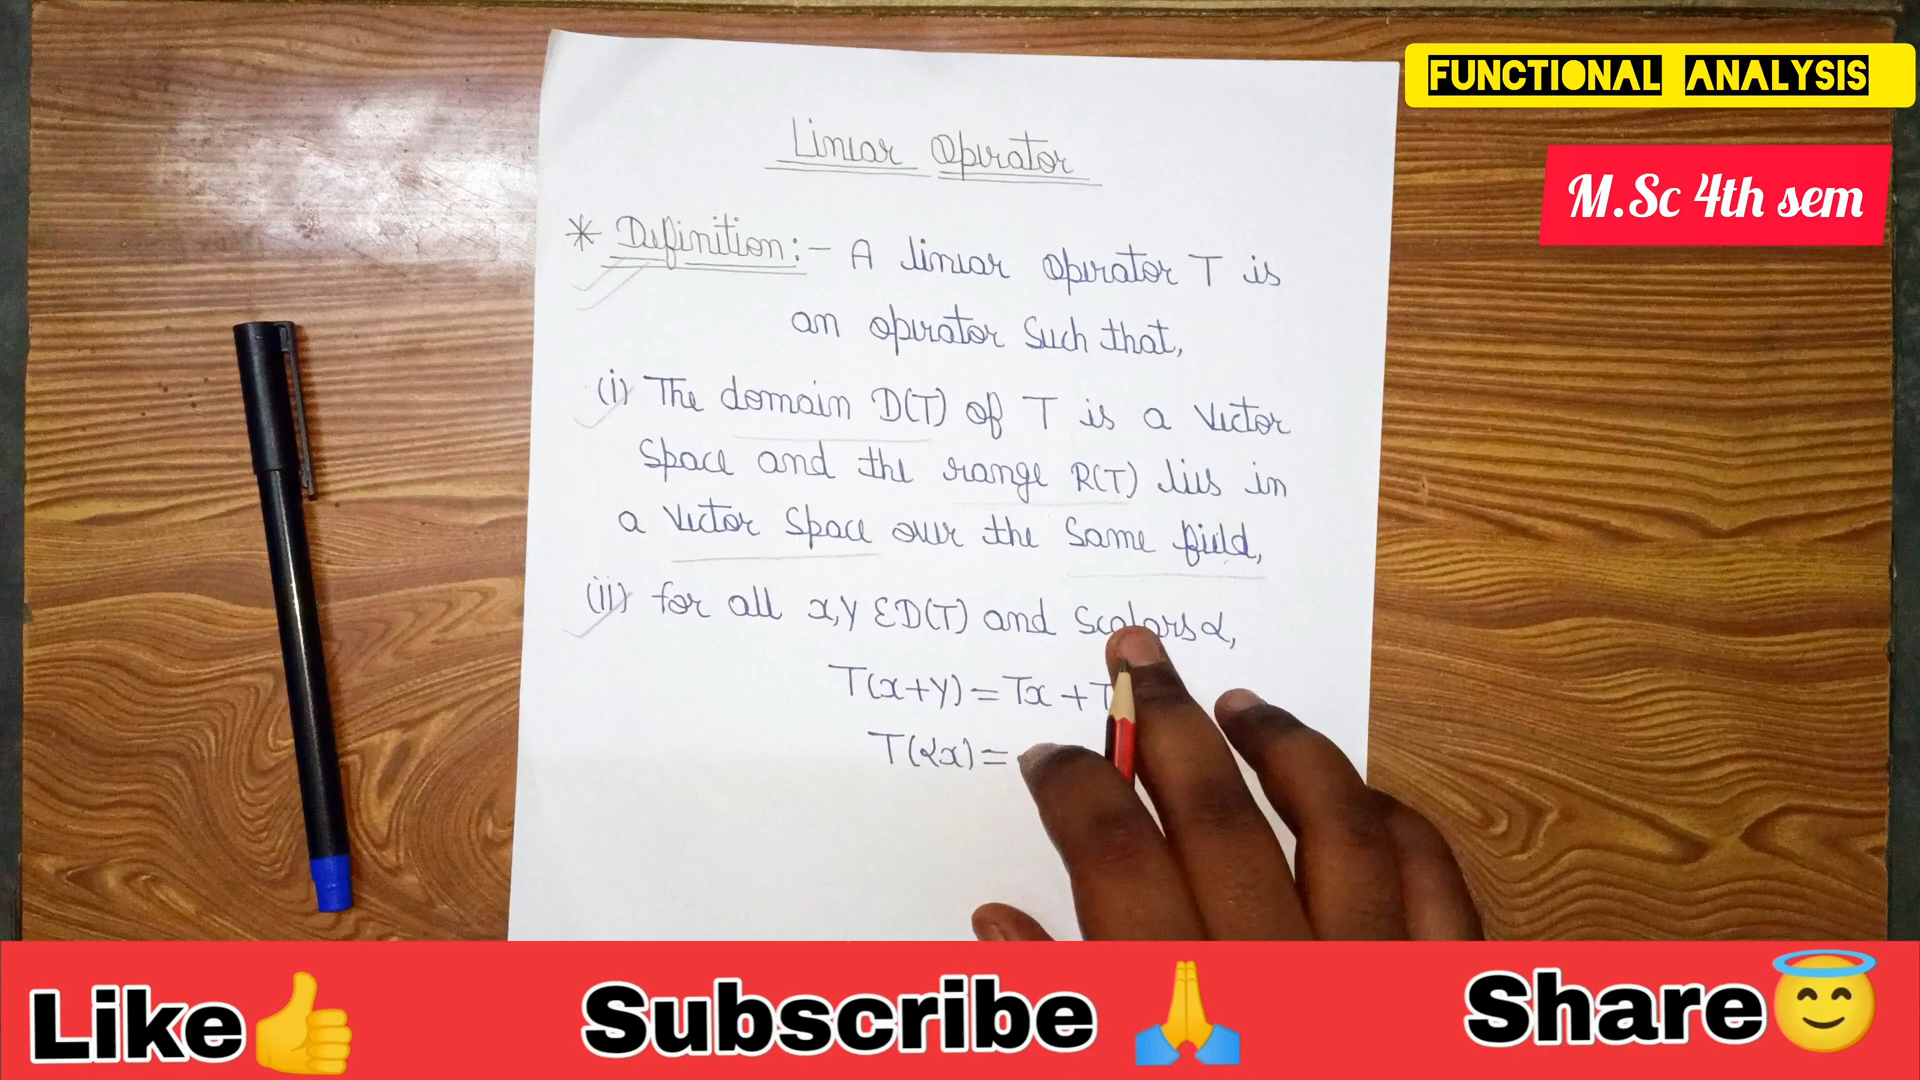 FUNCTIONAL ANALYSIS
M.Sc 4th sem
Linear Operator
* Definition:- A linear operator T is
an operator Such that,
(i) The domain D(T) of T is a Vector
Space and the range R(T) lies in
a Vector Space over the Same field,
(ii) for all x,y ƐD(T) and Scalars α,
T(x+y)=Tx+T
T(αx)=
Like👍 Subscribe 🙏 Share😇